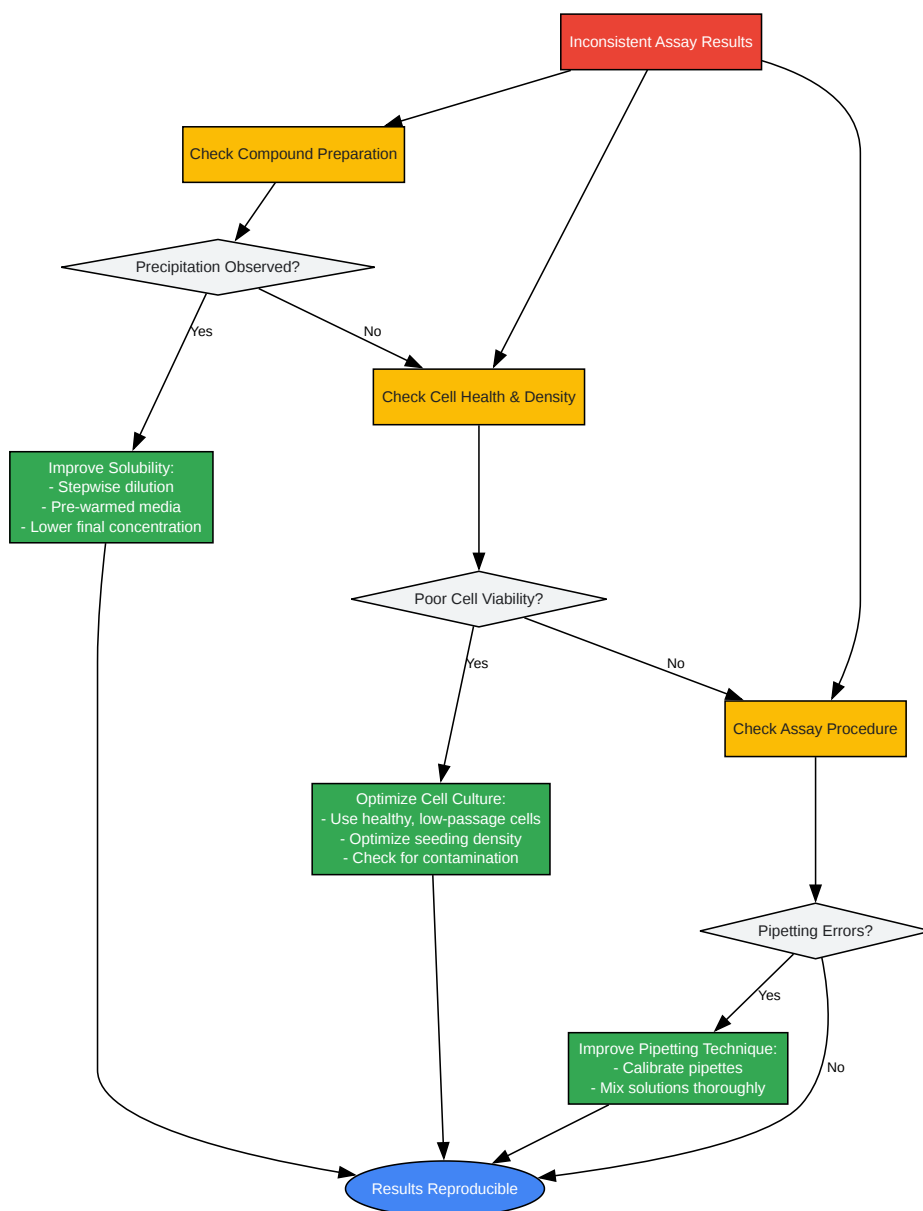 Inconsistent Assay Results
Check Compound Preparation
Precipitation Observed?
Yes
No
Check Cell Health & Density
Improve Solubility:
- Stepwise dilution
- Pre-warmed media
- Lower final concentration
Poor Cell Viability?
Yes
No
Check Assay Procedure
Optimize Cell Culture:
- Use healthy, low-passage cells
- Optimize seeding density
- Check for contamination
Pipetting Errors?
Yes
Improve Pipetting Technique:
- Calibrate pipettes
- Mix solutions thoroughly
No
Results Reproducible